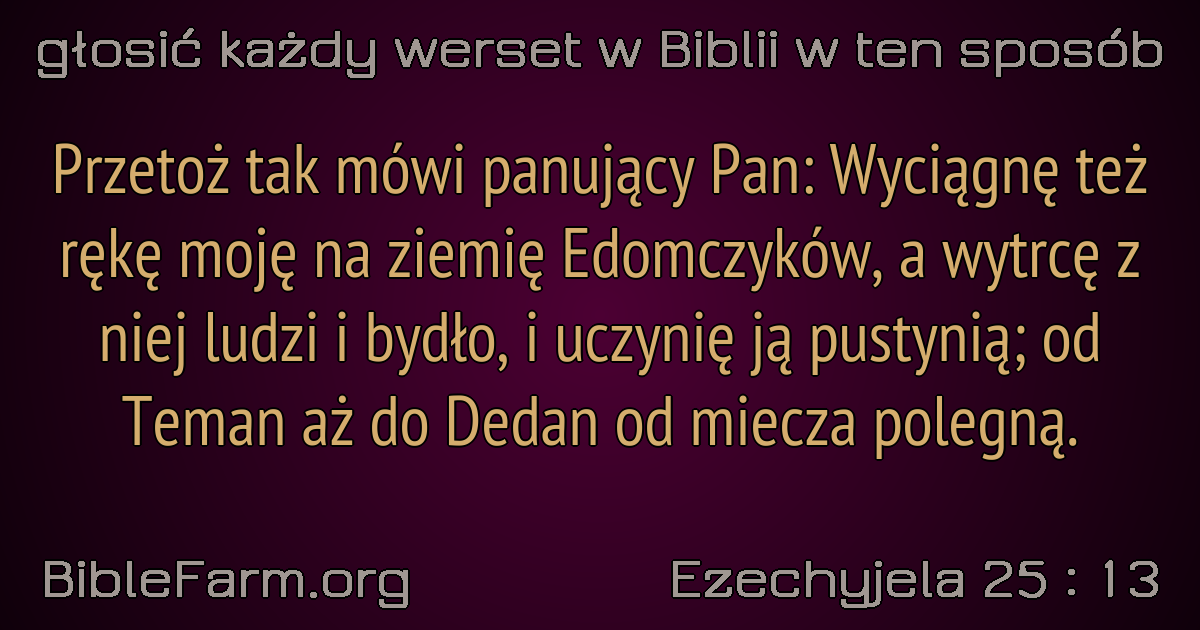 głosić każdy werset w Biblii w ten sposób
Przetoż tak mówi panujący Pan: Wyciągnę też
rękę moję na ziemię Edomczyków, a wytrcę z
niej ludzi i bydło, i uczynię ją pustynią; od
Teman aż do Dedan od miecza polegną.
BibleFarm.org
Ezechyjela 25 : 13